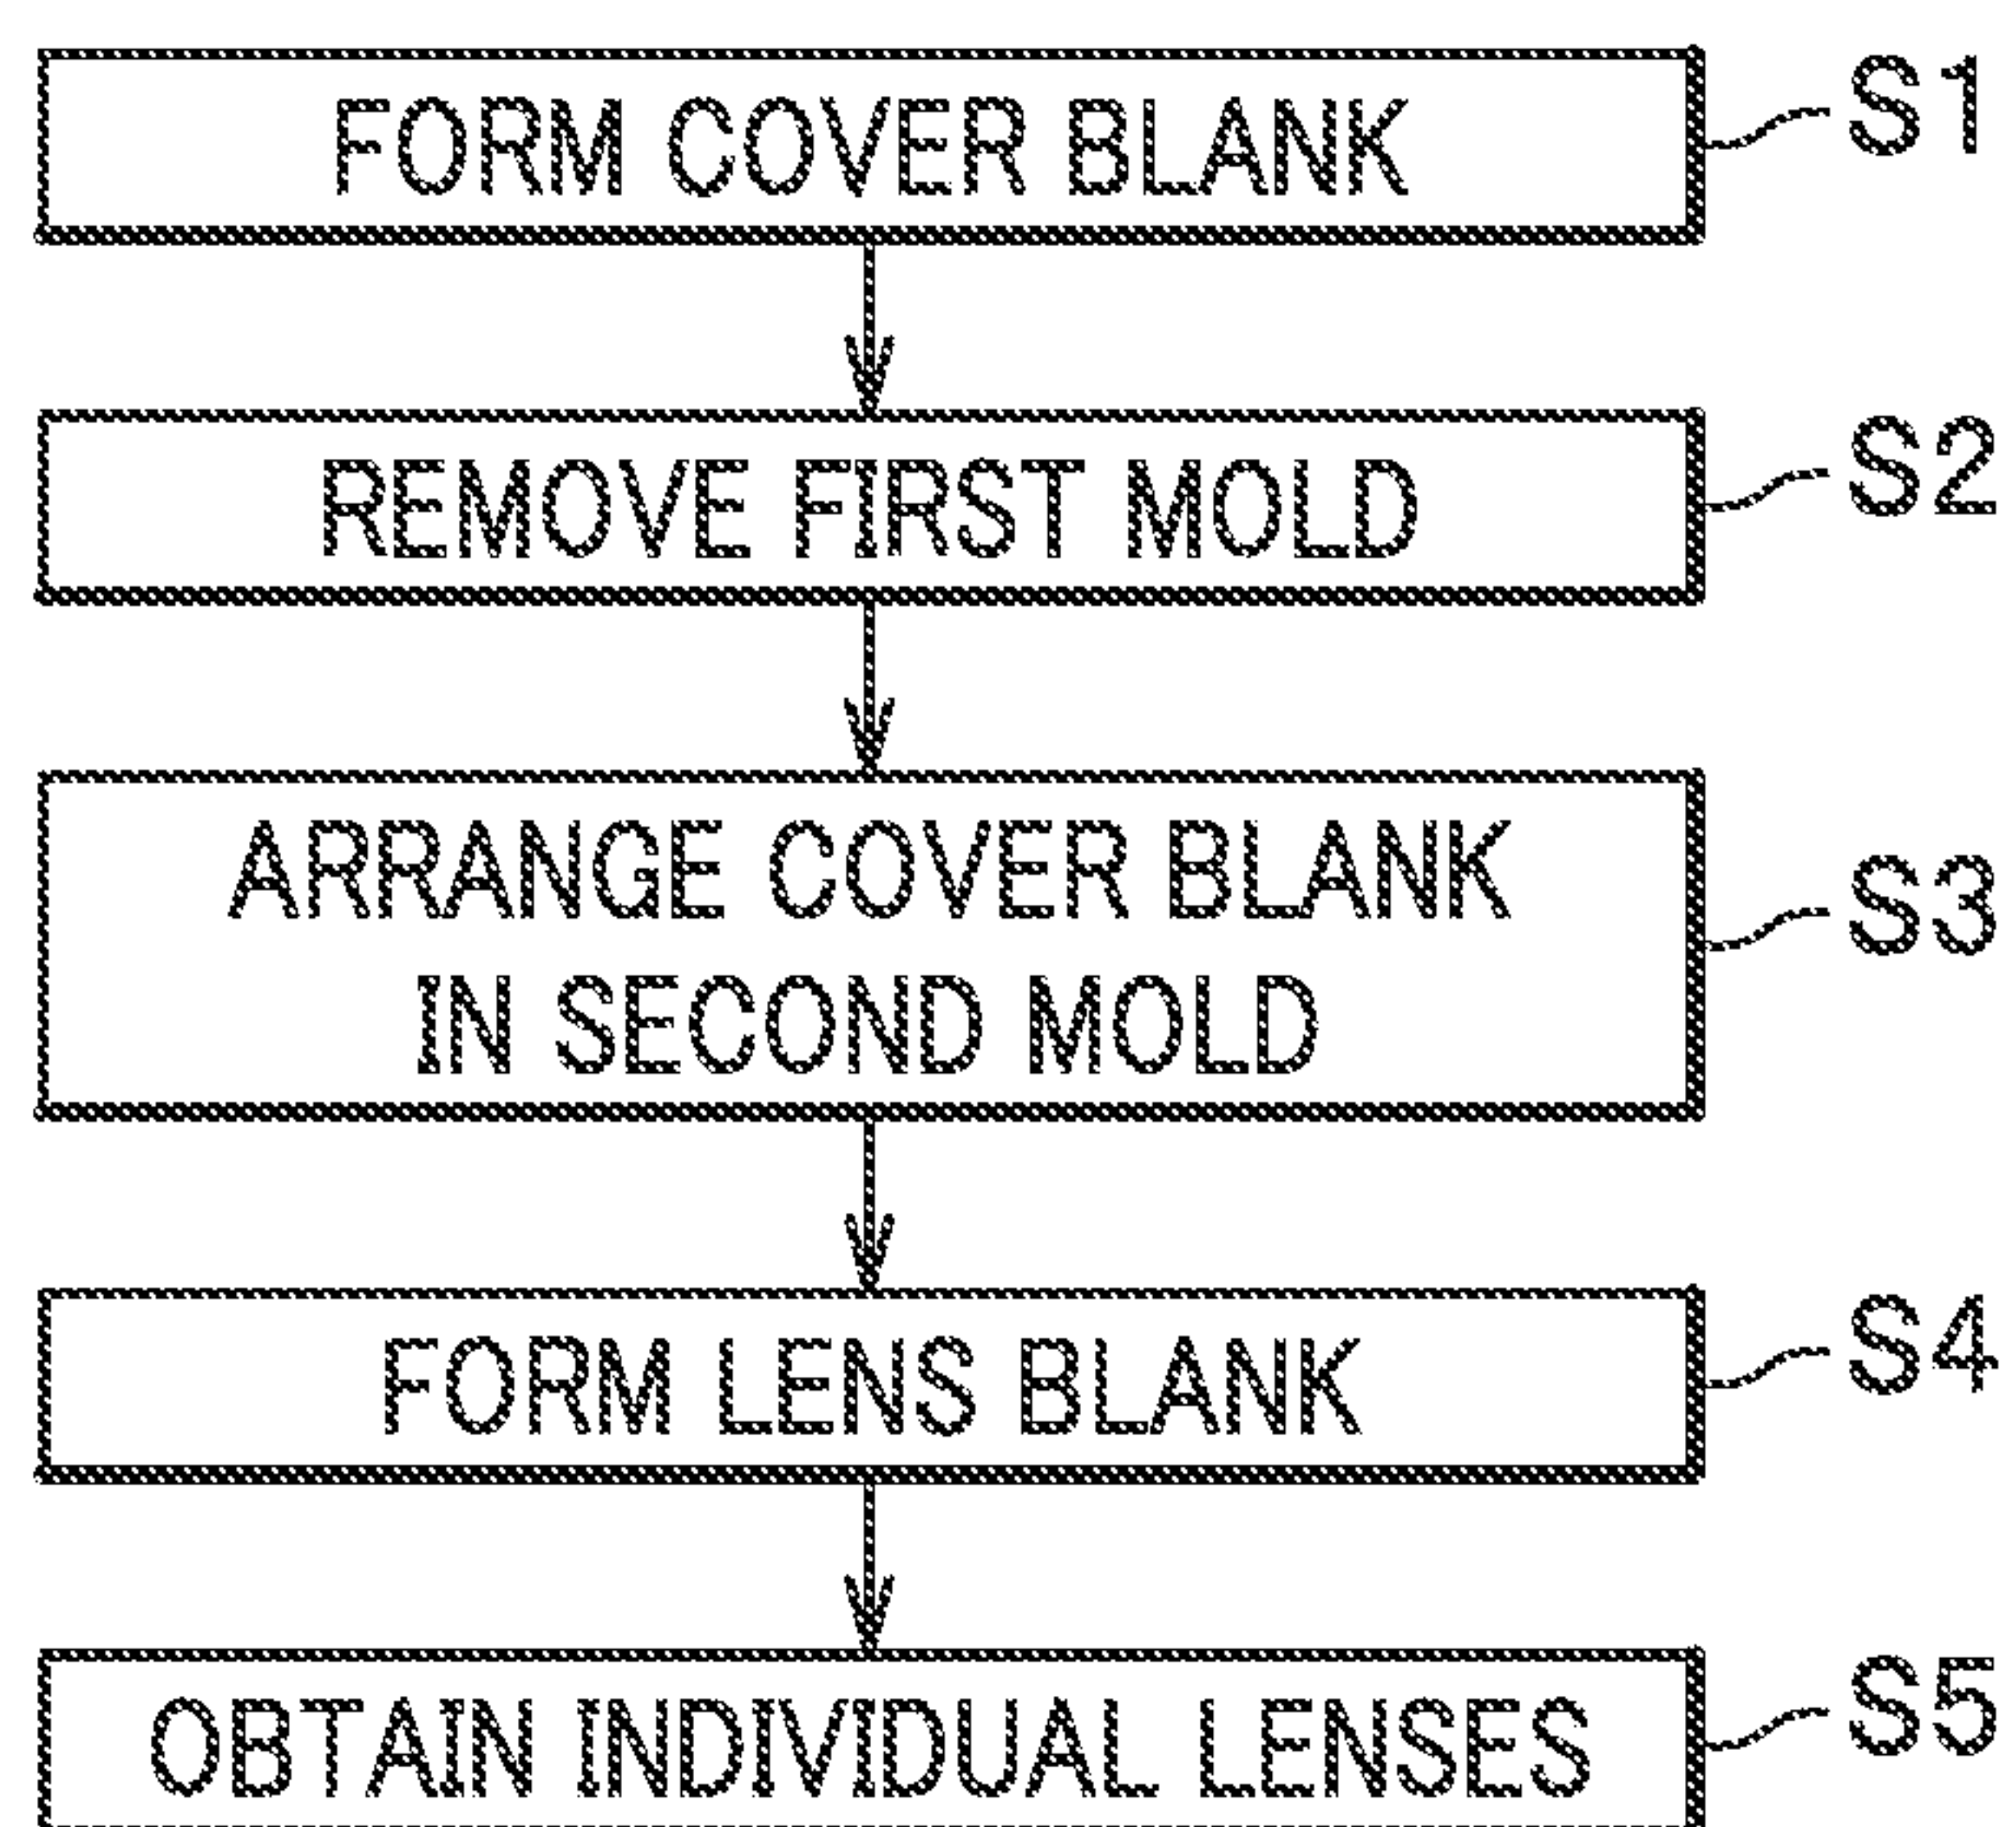 FORM COVER BLANK S1
REMOVE FIRST MOLD S2
ARRANGE COVER BLANK
IN SECOND MOLD S3
FORM LENS BLANK S4
OBTAIN INDIVIDUAL LENSES S5